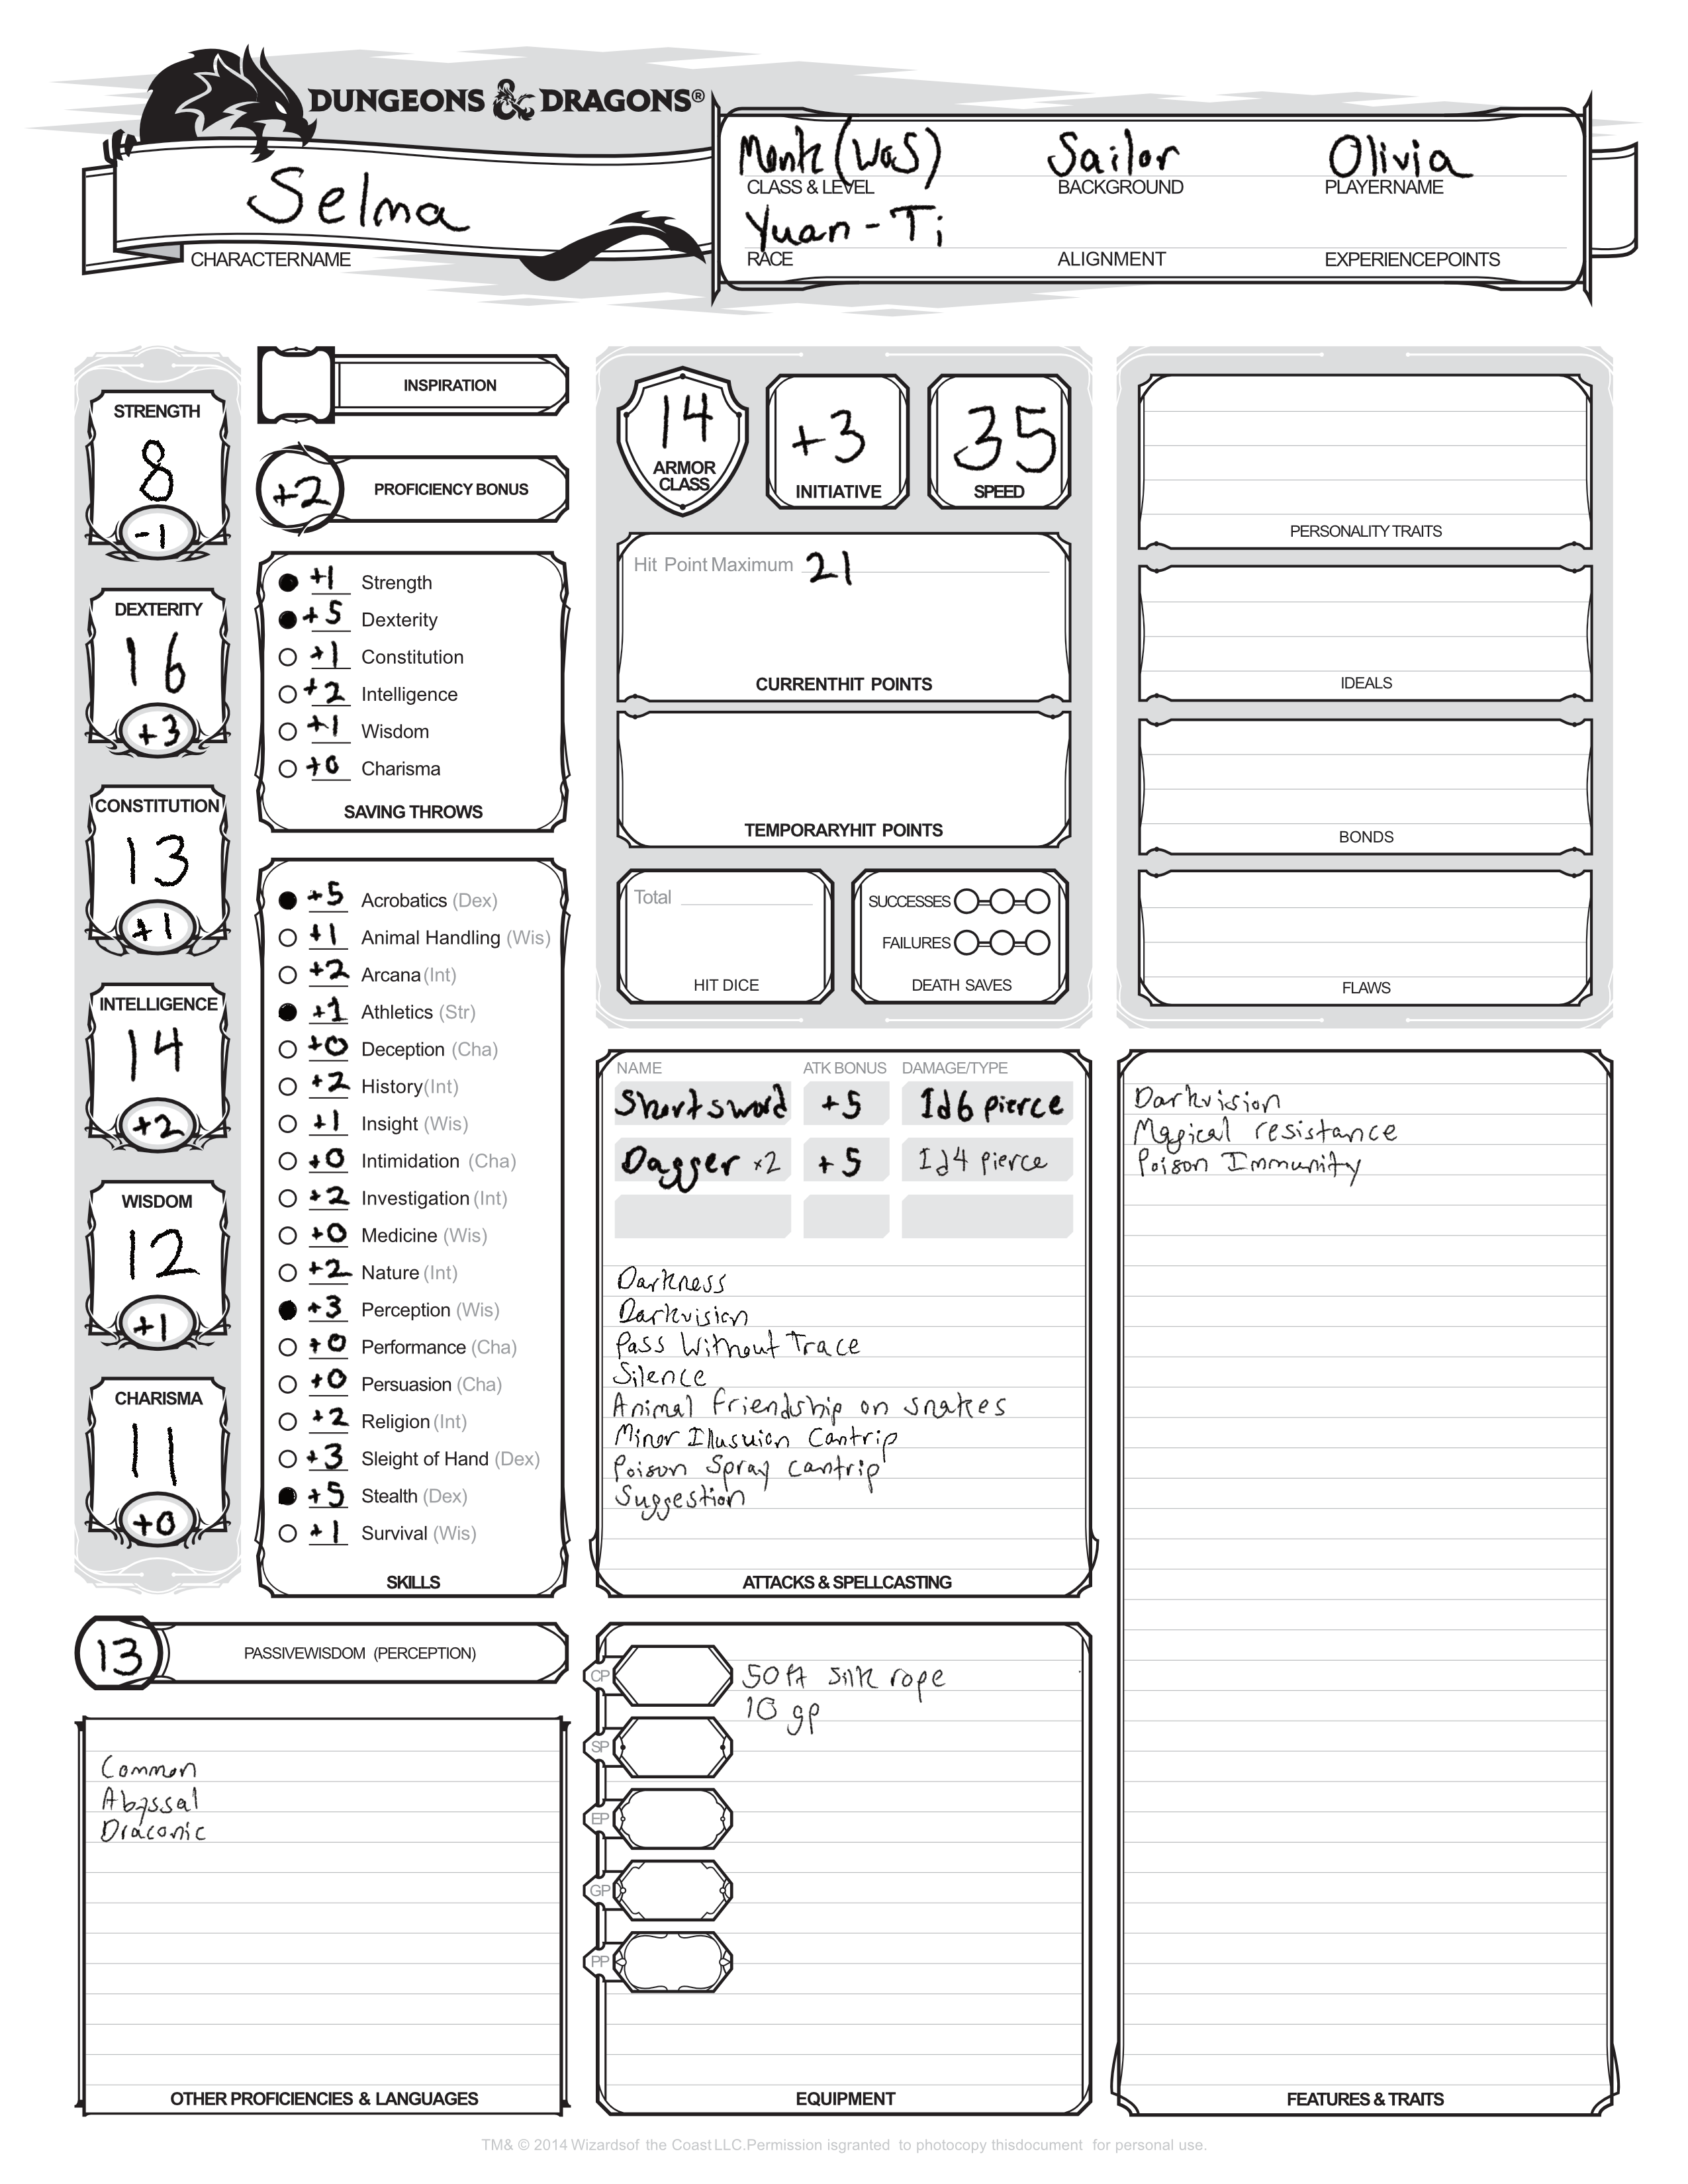 DUNGEONS & DRAGONS®
Selma
CHARACTERNAME
Monk (WoS) Sailor Olivia
CLASS & LEVEL BACKGROUND PLAYERNAME
Yuan-Ti
RACE ALIGNMENT EXPERIENCEPOINTS
STRENGTH
8
-1
DEXTERITY
16
+3
CONSTITUTION
13
+1
INTELLIGENCE
14
+2
WISDOM
12
+1
CHARISMA
11
+0
INSPIRATION
+2 PROFICIENCY BONUS
+1 Strength
+5 Dexterity
+1 Constitution
+2 Intelligence
+1 Wisdom
+0 Charisma
SAVING THROWS
+5 Acrobatics (Dex)
+1 Animal Handling (Wis)
+2 Arcana (Int)
+1 Athletics (Str)
+0 Deception (Cha)
+2 History (Int)
+1 Insight (Wis)
+0 Intimidation (Cha)
+2 Investigation (Int)
+0 Medicine (Wis)
+2 Nature (Int)
+3 Perception (Wis)
+0 Performance (Cha)
+0 Persuasion (Cha)
+2 Religion (Int)
+3 Sleight of Hand (Dex)
+5 Stealth (Dex)
+1 Survival (Wis)
SKILLS
13 PASSIVEWISDOM (PERCEPTION)
Common
Abyssal
Draconic
OTHER PROFICIENCIES & LANGUAGES
14
ARMOR
CLASS
+3
INITIATIVE
35
SPEED
Hit Point Maximum 21
CURRENTHIT POINTS
TEMPORARYHIT POINTS
Total
HIT DICE
SUCCESSES
FAILURES
DEATH SAVES
NAME ATK BONUS DAMAGE/TYPE
Shortsword +5 1d6 pierce
Dagger x2 +5 1d4 pierce
Darkness
Darkvision
Pass Without Trace
Silence
Animal friendship on snakes
Minor Illusuion Cantrip
Poison Spray cantrip
Suggestion
ATTACKS & SPELLCASTING
CP
SP
EP
GP
PP
50 ft silk rope
10 gp
EQUIPMENT
PERSONALITY TRAITS
IDEALS
BONDS
FLAWS
Darkvision
Magical resistance
Poison Immunity
FEATURES & TRAITS
TM& © 2014 Wizardsof the Coast LLC.Permission isgranted to photocopy thisdocument for personal use.